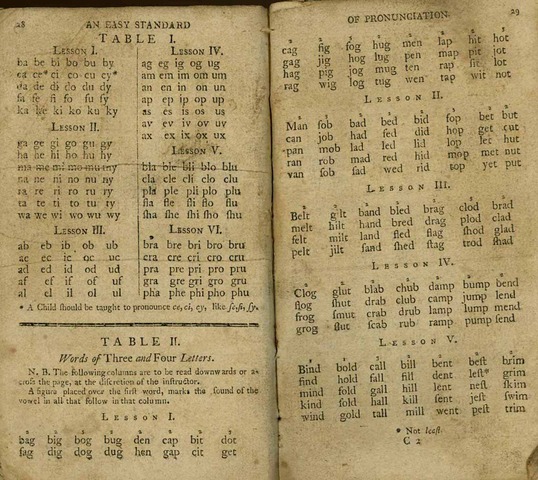 28 AN EASY STANDARD
TABLE I.
LESSON I.
ba be bi bo bu by
ca ce* ci co cu cy*
da de di do du dy
fa fe fi fo fu fy
ka ke ki ko ku ky
LESSON II.
ga ge gi go gu gy
ha he hi ho hu hy
ma me mi mo mu my
na ne ni no nu ny
ra re ri ro ru ry
ta te ti to tu ty
wa we wi wo wu wy
LESSON III.
ab eb ib ob ub
ac ec ic oc uc
ad ed id od ud
af ef if of uf
al el il ol ul
LESSON IV.
ag eg ig og ug
am em im om um
an en in on un
ap ep ip op up
as es is os us
av ev iv ov uv
ax ex ix ox ux
LESSON V.
bla ble bli blo blu
cla cle cli clo clu
pla ple pli plo plu
fla fle fli flo flu
sha she shi sho shu
LESSON VI.
bra bre bri bro bru
cra cre cri cro cru
pra pre pri pro pru
gra gre gri gro gru
pha phe phi pho phu
* A Child should be taught to pronounce ce, ci, cy, like se, si, sy.
TABLE II.
Words of Three and Four Letters.
N. B. The following columns are to be read downwards or a-
cross the page, at the discretion of the instructor.
A figure placed over the first word, marks the sound of the
vowel in all that follow in that column.
LESSON I.
bag big bog bug den cap bit dot
fag dig dog dug hen gap cit get
OF PRONUNCIATION. 29
cag fig fog hug men lap hit hot
gag jig hog lug pen map pit jot
hag pig jog mug ten rap sit lot
rag wig log tug wen tap wit not
LESSON II.
Man sob bad bed bid fop bet but
can job had fed did hop get cut
pan mob lad led lid lop let hut
ran rob mad red hid mop met nut
van sob sad wed rid top yet put
LESSON III.
Belt gilt band bled brag clod brad
melt hilt hand bred drag plod clad
felt milt land fled flag shod glad
pelt jilt sand shed stag trod shad
LESSON IV.
Clog glut blab chub damp bump bend
flog shut drab club camp jump lend
frog smut crab drub lamp lump mend
grog slut scab rub ramp pump send
LESSON V.
Bind bold call bill bent best brim
find hold fall fill dent lest* grim
mind fold gall hill lent nest skim
kind sold hall kill sent jest swim
wind gold tall mill went pest trim
* Not least.
C 2